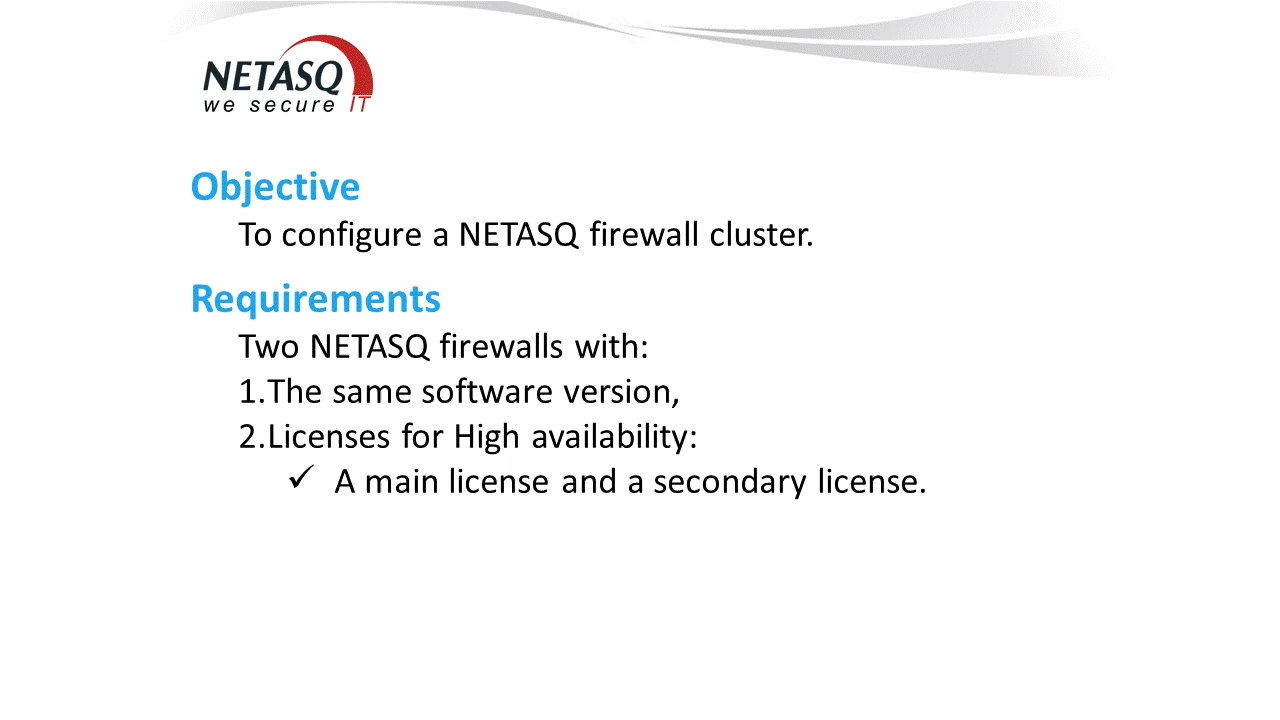 NETASQ
we secure IT
Objective
To configure a NETASQ firewall cluster.
Requirements
Two NETASQ firewalls with:
1.The same software version,
2.Licenses for High availability:
✓ A main license and a secondary license.